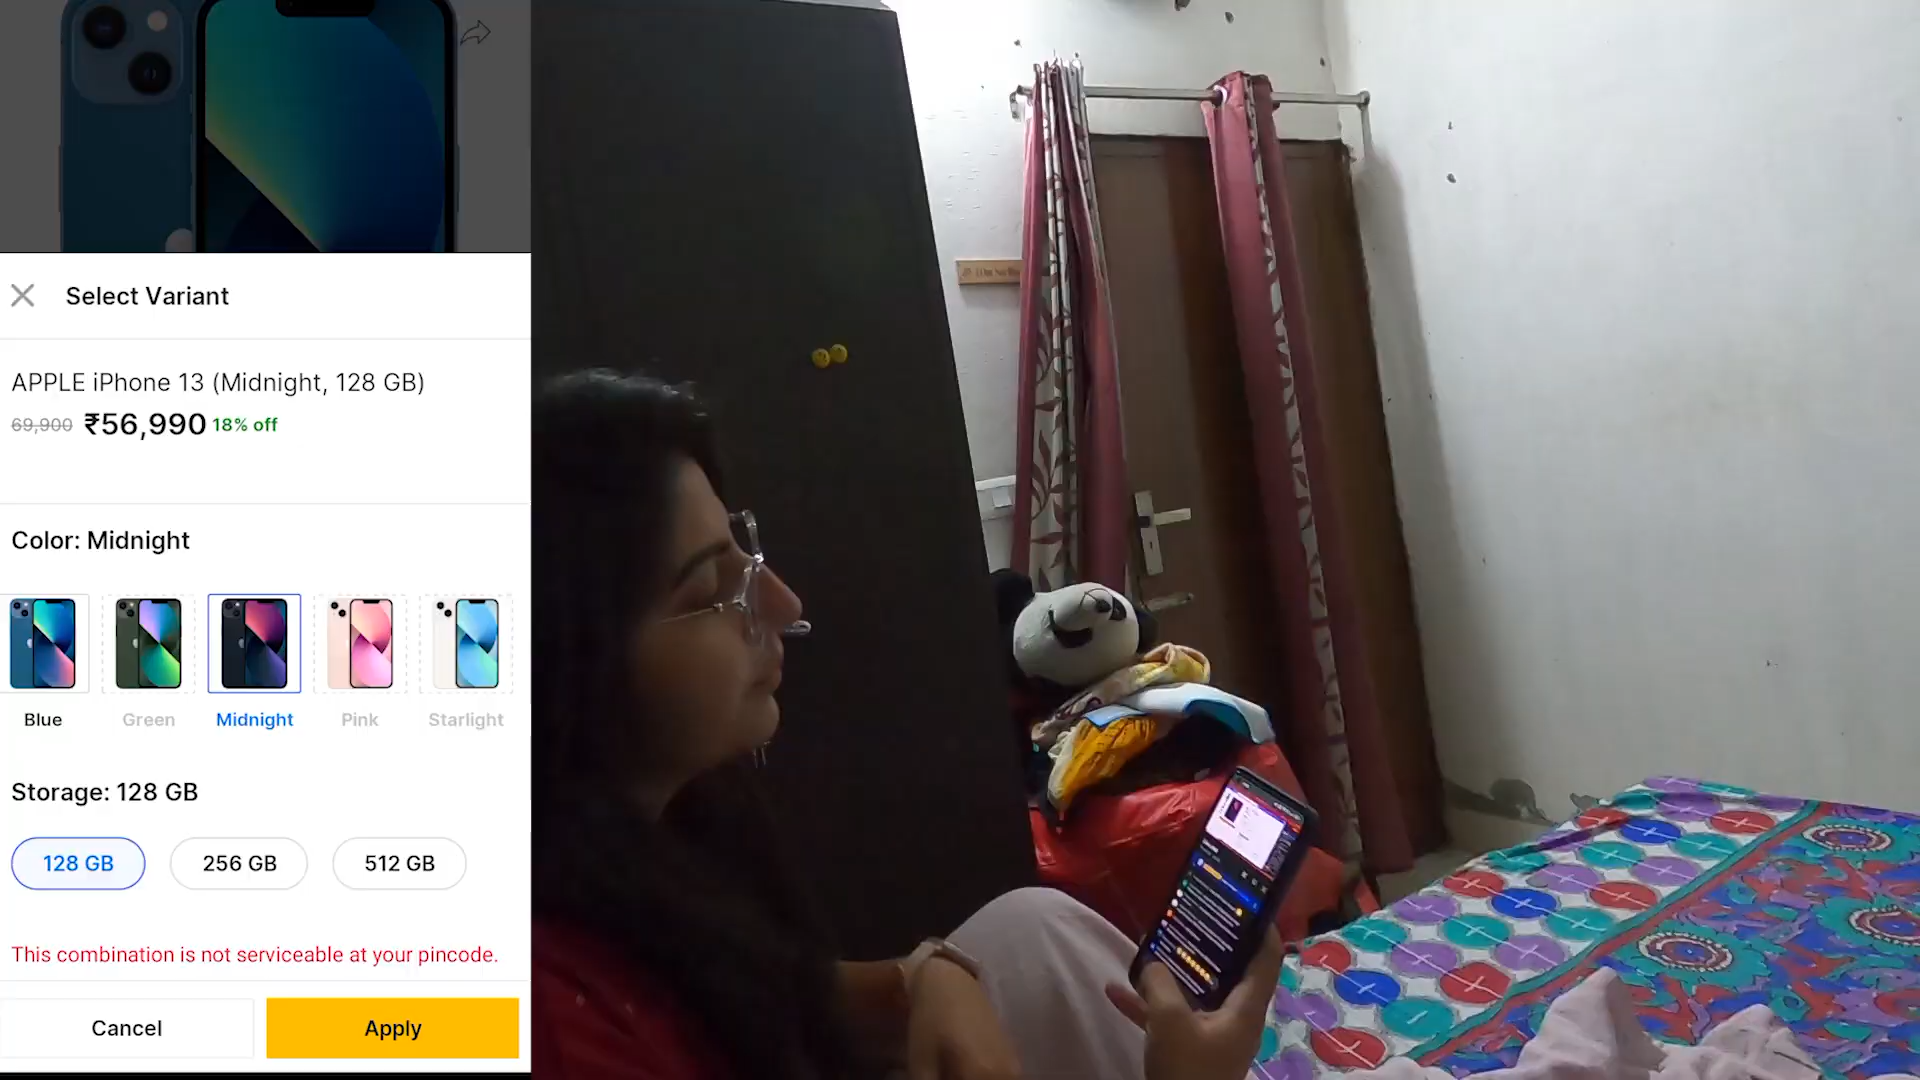 Select Variant
APPLE iPhone 13 (Midnight, 128 GB)
69,900 ₹56,990 18% off
Color: Midnight
Blue Green Midnight Pink Starlight
Storage: 128 GB
128 GB 256 GB 512 GB
This combination is not serviceable at your pincode.
Cancel Apply